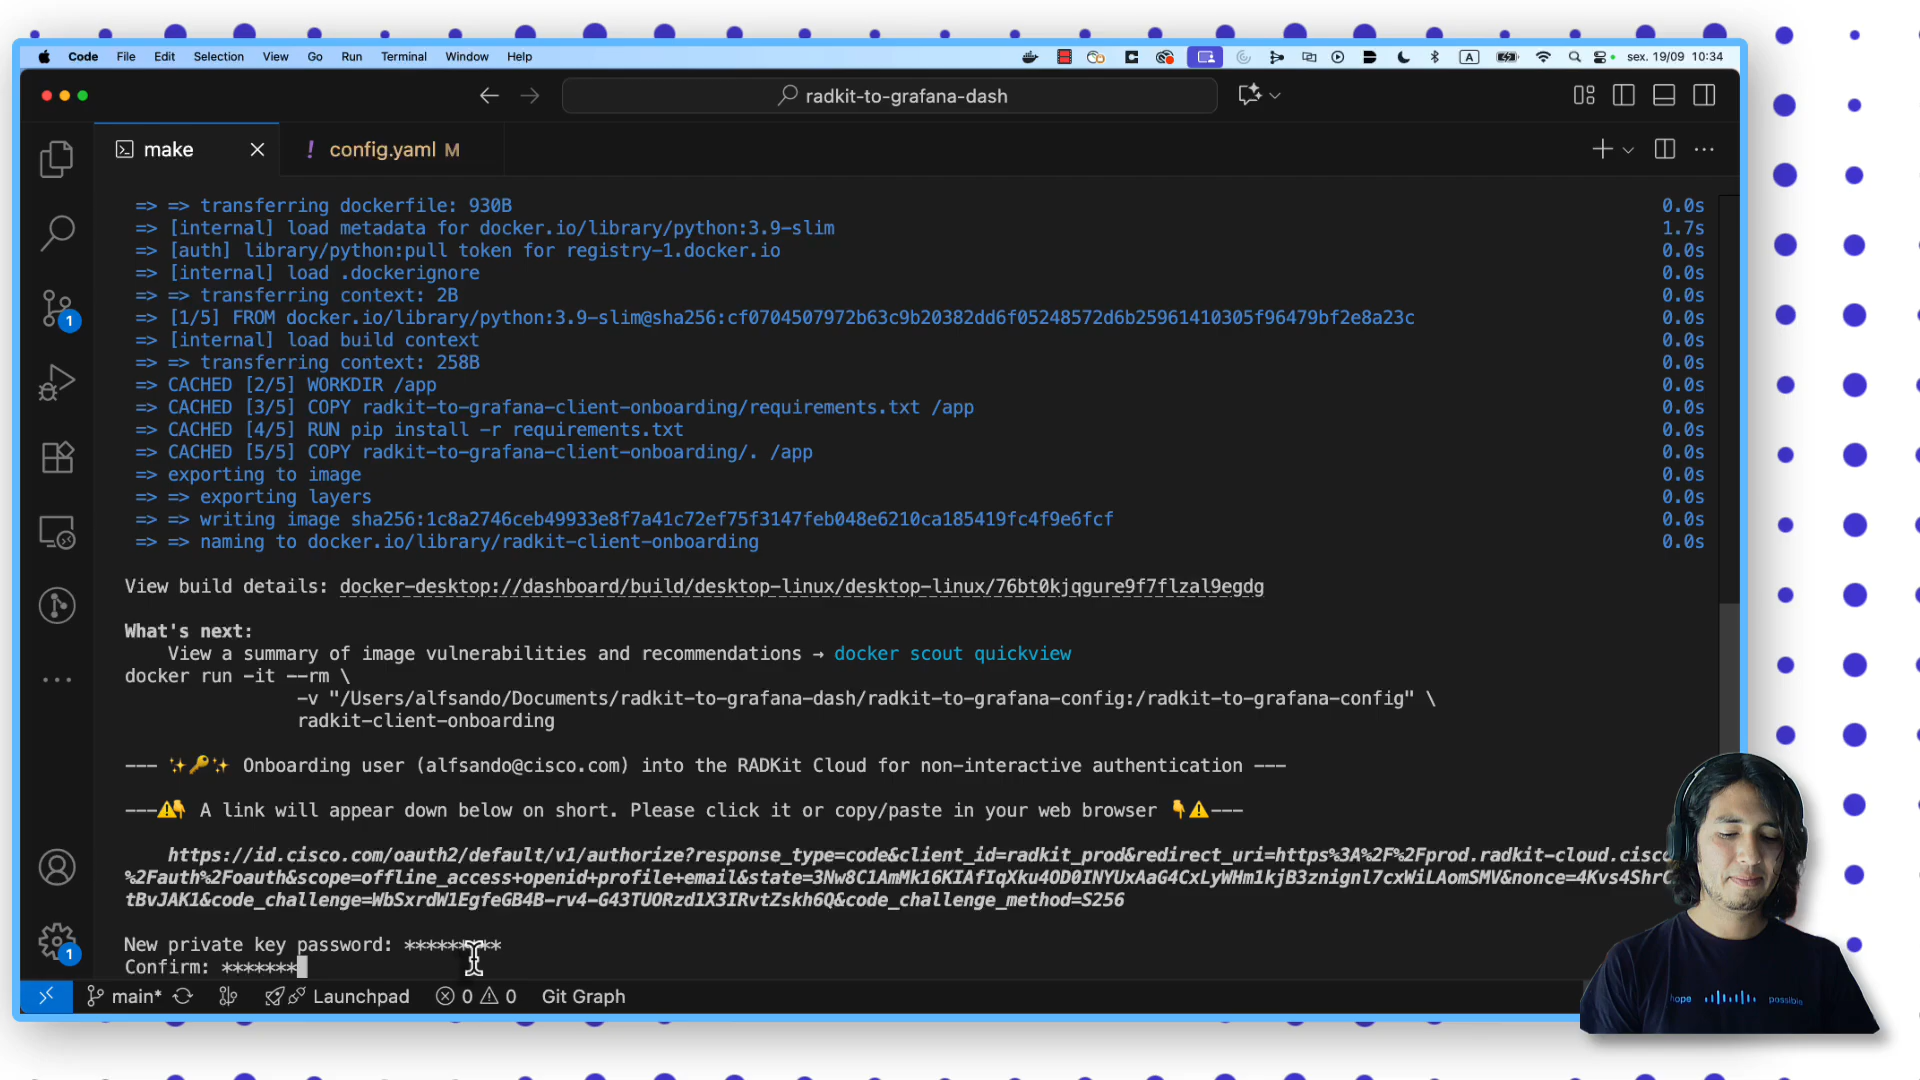 Code File Edit Selection View Go Run Terminal Window Help
A
sex. 19/09 10:34
radkit-to-grafana-dash
make
! config.yaml M
=> => transferring dockerfile: 930B 0.0s
=> [internal] load metadata for docker.io/library/python:3.9-slim 1.7s
=> [auth] library/python:pull token for registry-1.docker.io 0.0s
=> [internal] load .dockerignore 0.0s
=> => transferring context: 2B 0.0s
=> [1/5] FROM docker.io/library/python:3.9-slim@sha256:cf0704507972b63c9b20382dd6f05248572d6b25961410305f96479bf2e8a23c 0.0s
=> [internal] load build context 0.0s
=> => transferring context: 258B 0.0s
=> CACHED [2/5] WORKDIR /app 0.0s
=> CACHED [3/5] COPY radkit-to-grafana-client-onboarding/requirements.txt /app 0.0s
=> CACHED [4/5] RUN pip install -r requirements.txt 0.0s
=> CACHED [5/5] COPY radkit-to-grafana-client-onboarding/. /app 0.0s
=> exporting to image 0.0s
=> => exporting layers 0.0s
=> => writing image sha256:1c8a2746ceb49933e8f7a41c72ef75f3147feb048e6210ca185419fc4f9e6fcf 0.0s
=> => naming to docker.io/library/radkit-client-onboarding 0.0s
View build details: docker-desktop://dashboard/build/desktop-linux/desktop-linux/76bt0kjqgure9f7flzal9egdg
What's next:
View a summary of image vulnerabilities and recommendations → docker scout quickview
docker run -it --rm \
-v "/Users/alfsando/Documents/radkit-to-grafana-dash/radkit-to-grafana-config:/radkit-to-grafana-config" \
radkit-client-onboarding
--- ✨🔑✨ Onboarding user (alfsando@cisco.com) into the RADKit Cloud for non-interactive authentication ---
---⚠️👇 A link will appear down below on short. Please click it or copy/paste in your web browser 👇⚠️---
https://id.cisco.com/oauth2/default/v1/authorize?response_type=code&client_id=radkit_prod&redirect_uri=https%3A%2F%2Fprod.radkit-cloud.cisco
%2Fauth%2Foauth&scope=offline_access+openid+profile+email&state=3Nw8C1AmMk16KIAfIqXku4OD0INYUxAaG4CxLyWHm1kjB3znignl7cxWiLAomSMV&nonce=4Kvs4ShrC
tBvJAK1&code_challenge=WbSxrdW1EgfeGB4B-rv4-G43TUORzd1X3IRvtZskh6Q&code_challenge_method=S256
New private key password: *********
Confirm: *******
1
1
main* Launchpad 0 0 Git Graph
hope possible